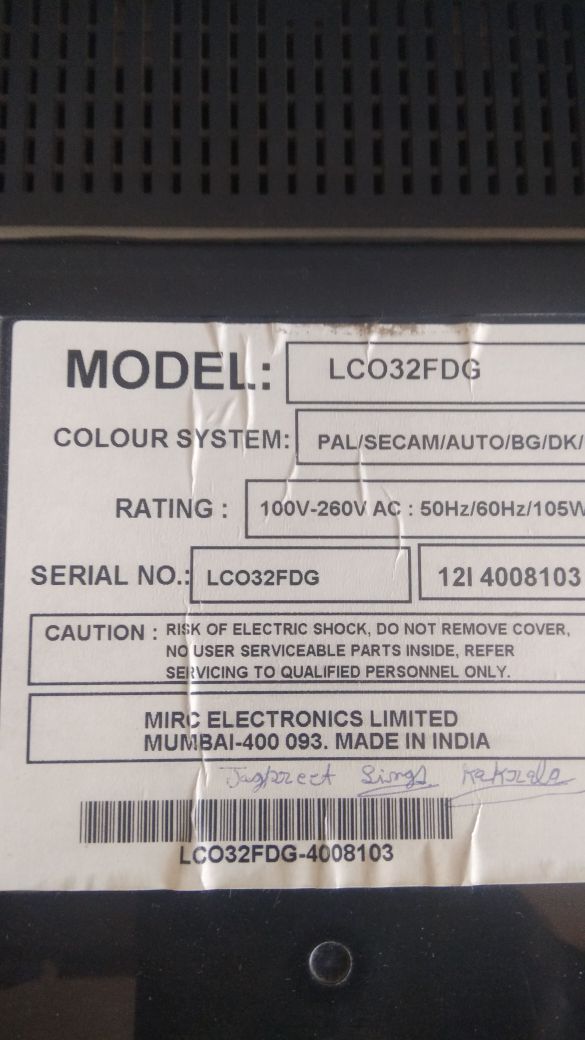 MODEL: LCO32FDG
COLOUR SYSTEM: PAL/SECAM/AUTO/BG/DK/
RATING : 100V-260V AC : 50Hz/60Hz/105W
SERIAL NO.: LCO32FDG 12I 4008103
CAUTION : RISK OF ELECTRIC SHOCK, DO NOT REMOVE COVER,
NO USER SERVICEABLE PARTS INSIDE, REFER
SERVICING TO QUALIFIED PERSONNEL ONLY.
MIRC ELECTRONICS LIMITED
MUMBAI-400 093. MADE IN INDIA
Jagpreet Singh
LCO32FDG-4008103